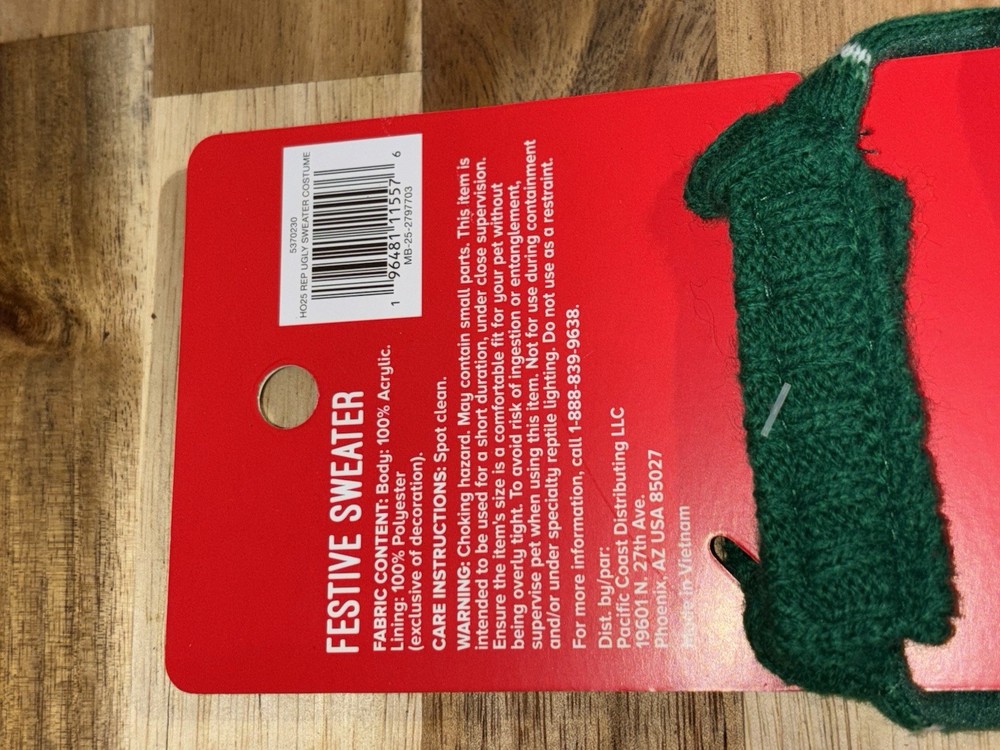 FESTIVE SWEATER
FABRIC CONTENT: Body: 100% Acrylic.
Lining: 100% Polyester
(exclusive of decoration).
CARE INSTRUCTIONS: Spot clean.
WARNING: Choking hazard. May contain small parts. This item is
intended to be used for a short duration, under close supervision.
Ensure the item's size is a comfortable fit for your pet without
being overly tight. To avoid risk of ingestion or entanglement,
supervise pet when using this item. Not for use during containment
and/or under specialty reptile lighting. Do not use as a restraint.
For more information, call 1-888-839-9638.
Dist. by/par:
Pacific Coast Distributing LLC
19601 N. 27th Ave.
Phoenix, AZ USA 85027
Made in Vietnam
5370230
HO25 REP UGLY SWEATER COSTUME
1 96481 11557 6
MB-25-2797703